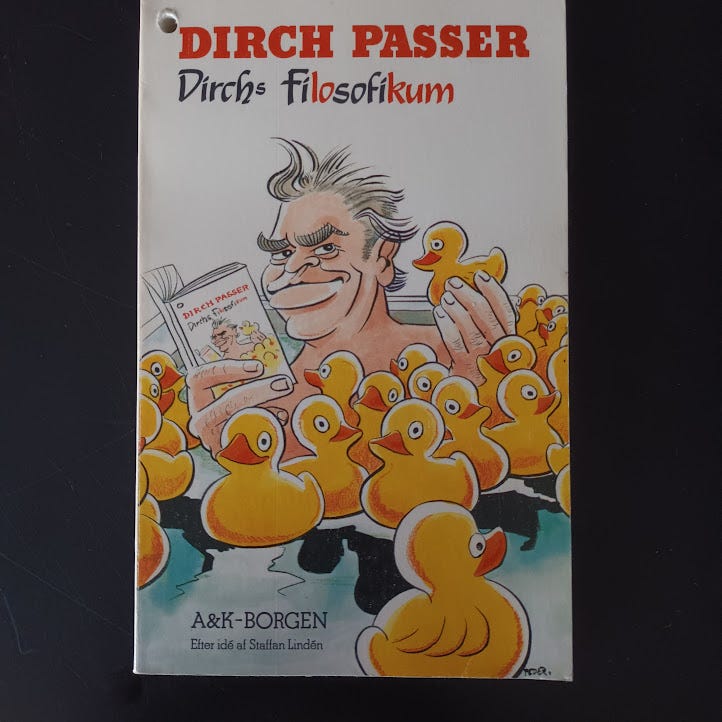 DIRCH PASSER
Dirchs Filosofikum
DIRCH PASSER
Dirchs Filosofikum
A&K-BORGEN
Efter idé af Staffan Lindén